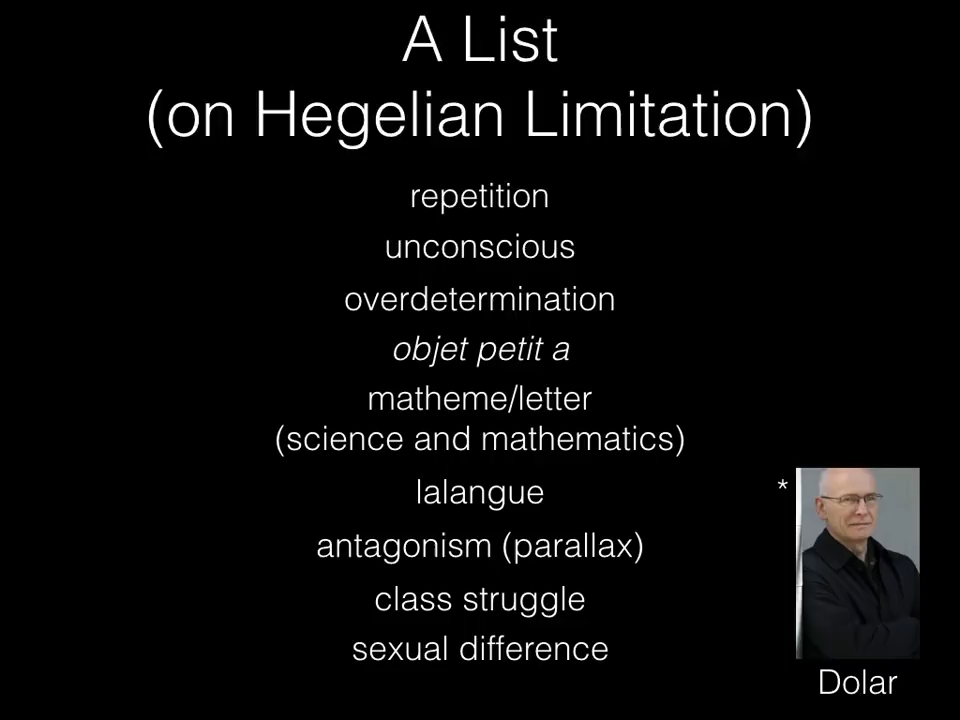 A List
(on Hegelian Limitation)
repetition
unconscious
overdetermination
objet petit a
matheme/letter
(science and mathematics)
lalangue
*
antagonism (parallax)
class struggle
sexual difference
Dolar